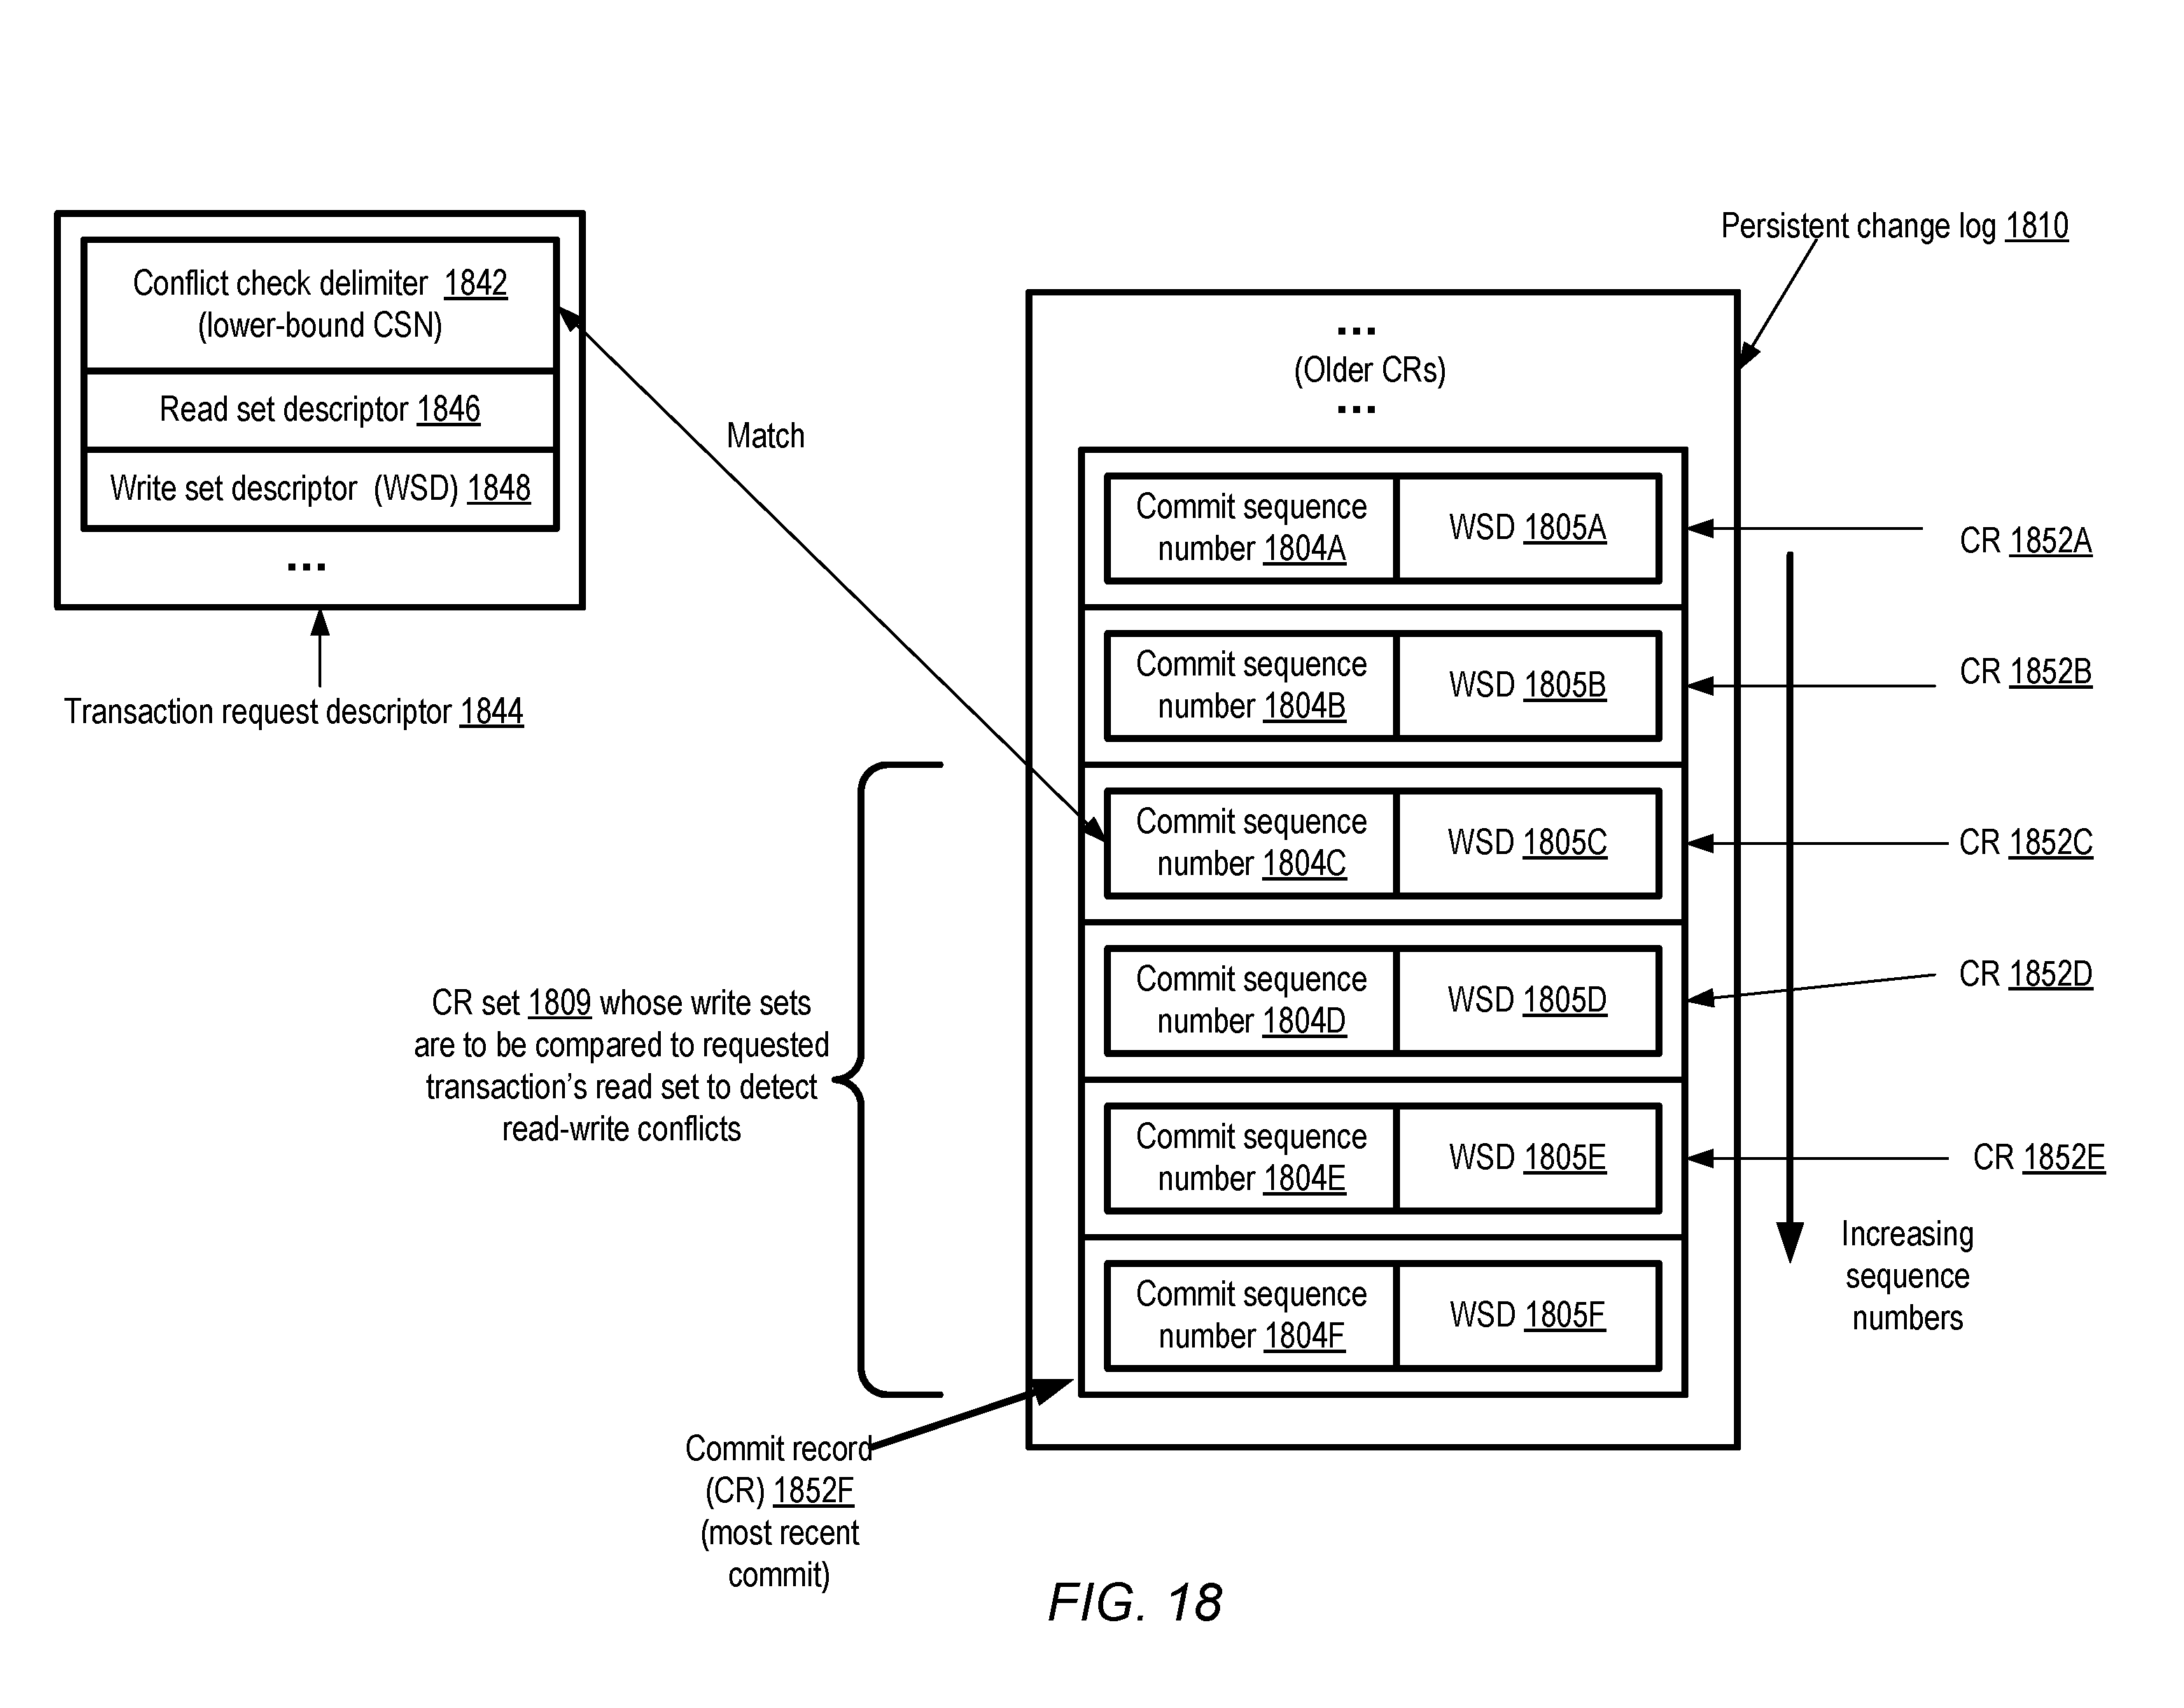 Conflict check delimiter 1842
(lower-bound CSN)
Read set descriptor 1846
Write set descriptor (WSD) 1848
...
Transaction request descriptor 1844
Match
Persistent change log 1810
...
(Older CRs)
...
Commit sequence
number 1804A
WSD 1805A
CR 1852A
Commit sequence
number 1804B
WSD 1805B
CR 1852B
Commit sequence
number 1804C
WSD 1805C
CR 1852C
Commit sequence
number 1804D
WSD 1805D
CR 1852D
Commit sequence
number 1804E
WSD 1805E
CR 1852E
Commit sequence
number 1804F
WSD 1805F
Increasing
sequence
numbers
CR set 1809 whose write sets
are to be compared to requested
transaction’s read set to detect
read-write conflicts
Commit record
(CR) 1852F
(most recent
commit)
FIG. 18